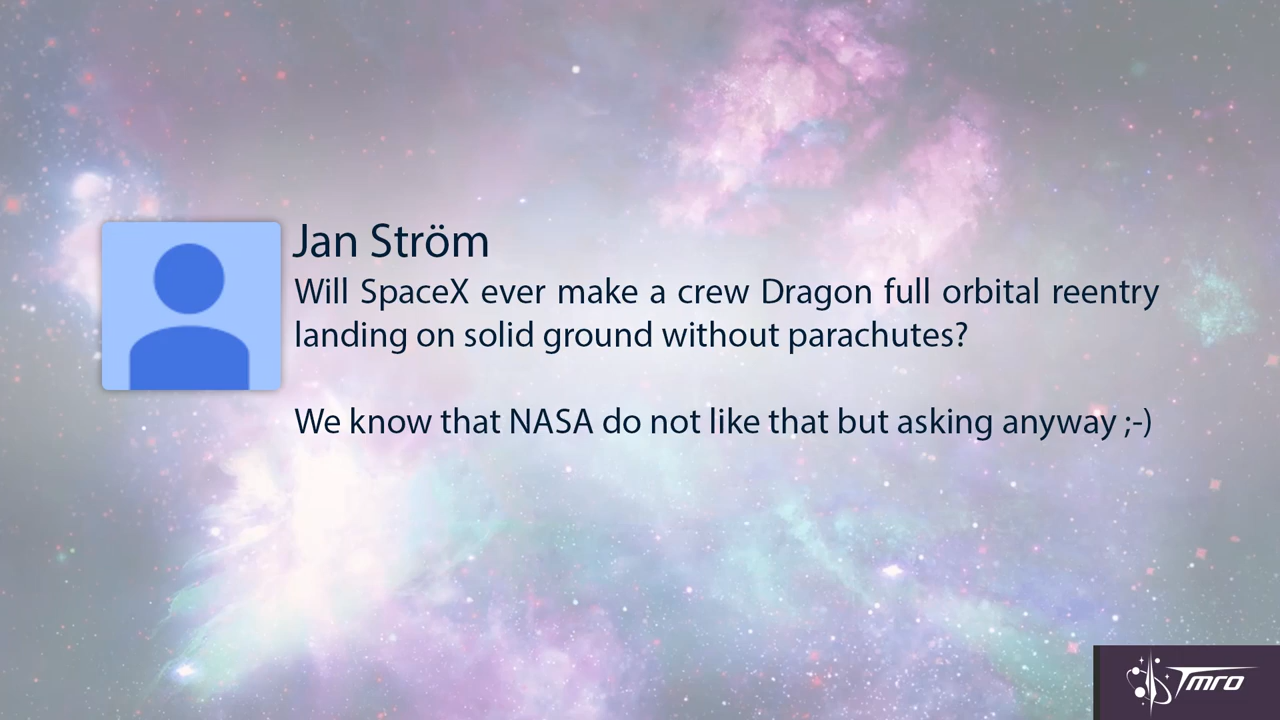 Jan Ström
Will SpaceX ever make a crew Dragon full orbital reentry
landing on solid ground without parachutes?
We know that NASA do not like that but asking anyway ;-)
Tmro